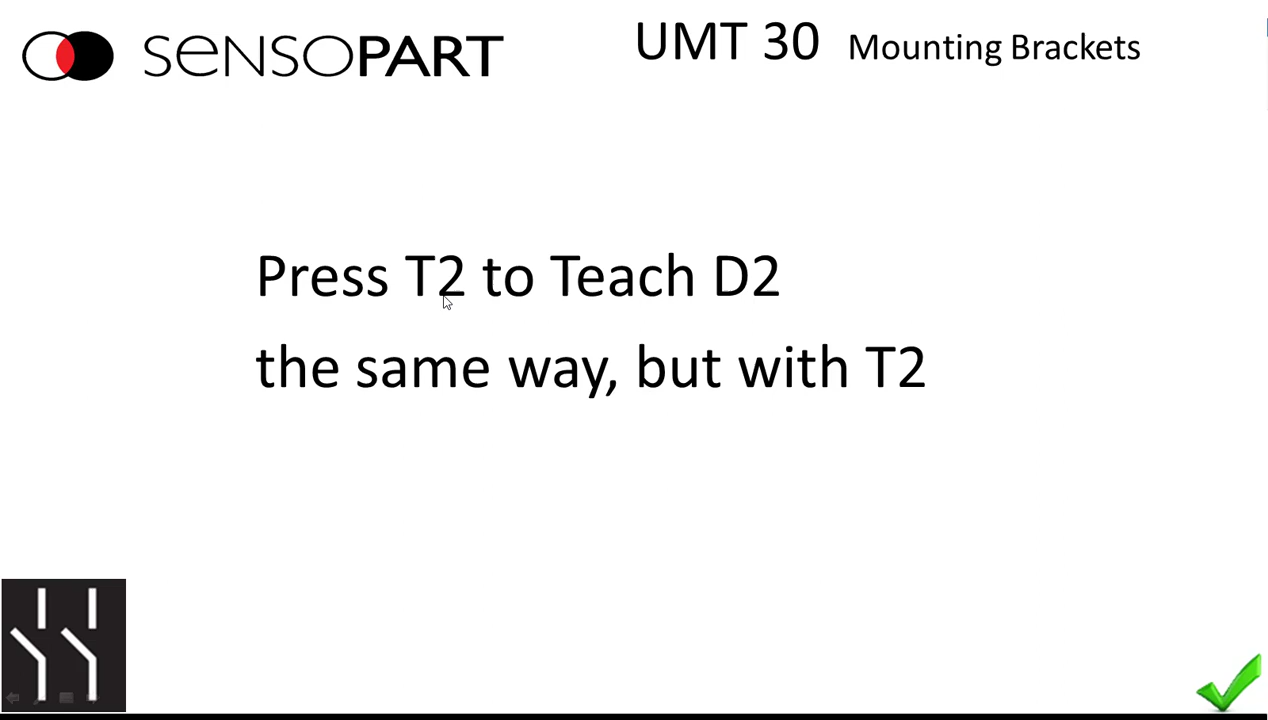 SENSOPART
UMT 30 Mounting Brackets
Press T2 to Teach D2
the same way, but with T2